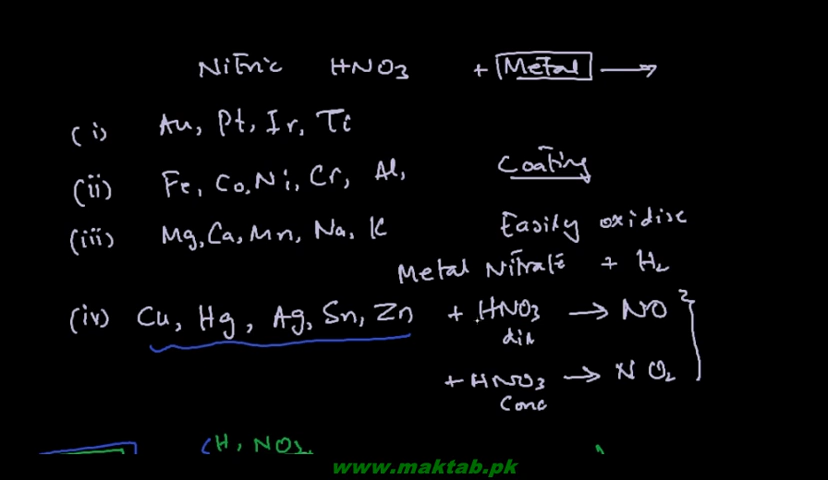 Nitric HNO3 + Metal →
(i) Au, Pt, Ir, Ti
(ii) Fe, Co, Ni, Cr, Al, Coating
(iii) Mg, Ca, Mn, Na, K Easily oxidise
Metal Nitrate + H2
(iv) Cu, Hg, Ag, Sn, Zn + HNO3 → NO
dil
+ HNO3 → NO2
Conc
(H, NO3,
www.maktab.pk